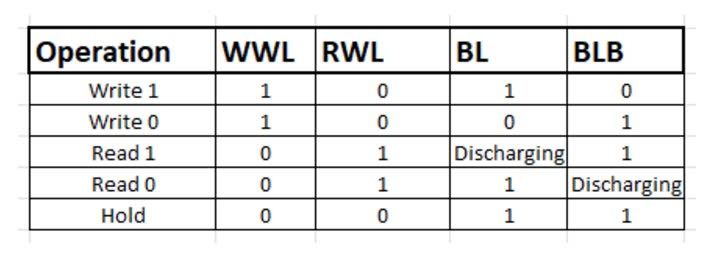 Operation WWL RWL BL BLB
Write 1 1 0 1 0
Write 0 1 0 0 1
Read 1 0 1 Discharging 1
Read 0 0 1 1 Discharging
Hold 0 0 1 1